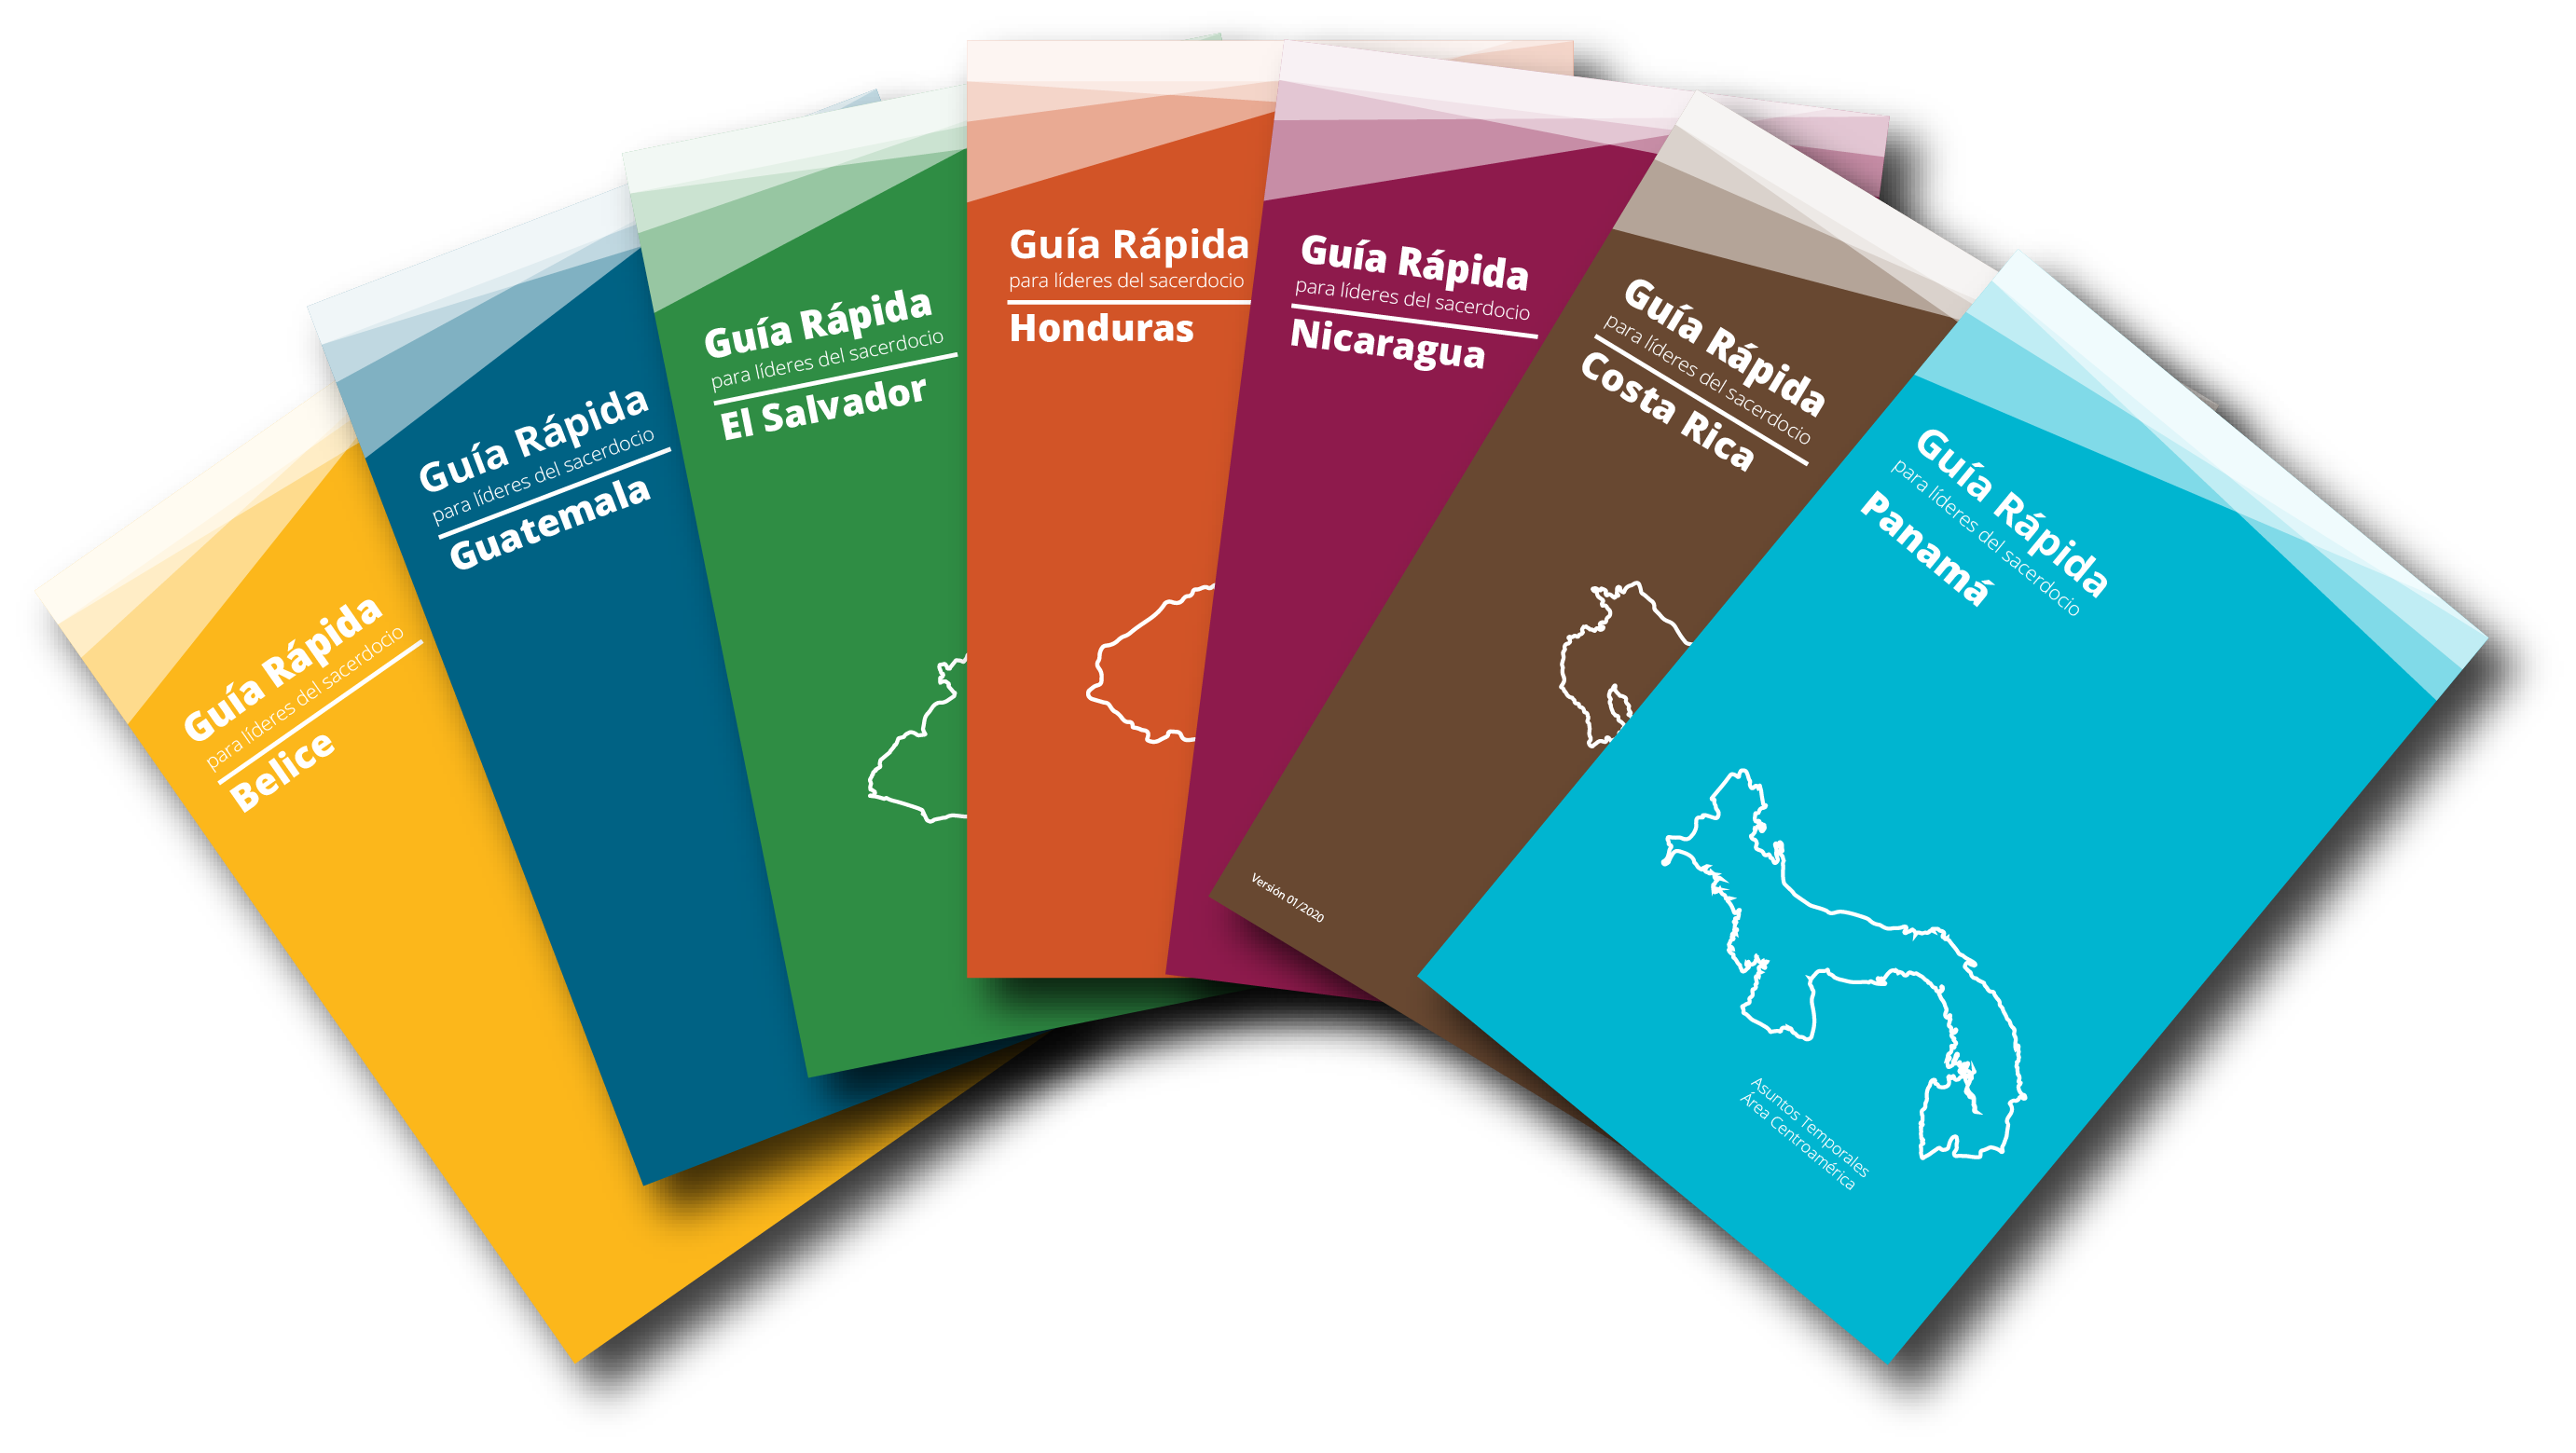 Guía Rápida
para líderes del sacerdocio
Belice
Guía Rápida
para líderes del sacerdocio
Guatemala
Guía Rápida
para líderes del sacerdocio
El Salvador
Guía Rápida
para líderes del sacerdocio
Honduras
Guía Rápida
para líderes del sacerdocio
Nicaragua
Guía Rápida
para líderes del sacerdocio
Costa Rica
Versión 01/2020
Guía Rápida
para líderes del sacerdocio
Panamá
Asuntos Temporales
Área Centroamérica